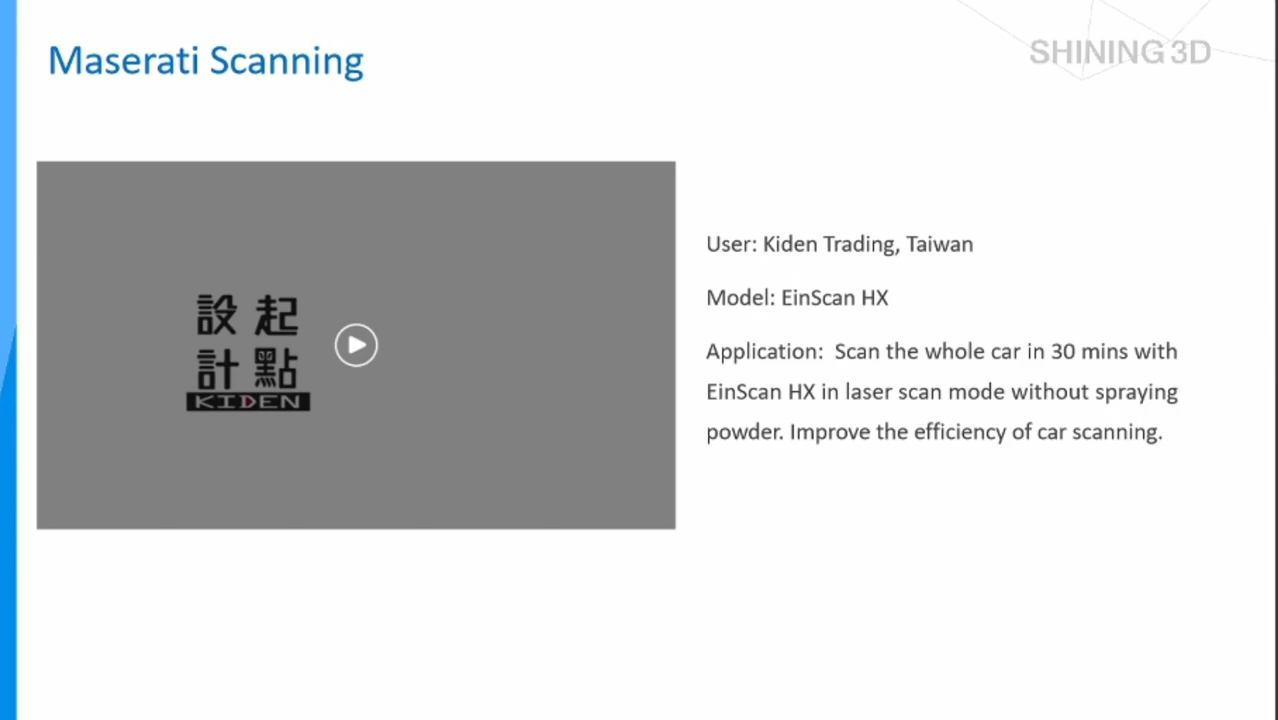 Maserati Scanning
SHINING 3D
設起
計點
KIDEN
User: Kiden Trading, Taiwan
Model: EinScan HX
Application:  Scan the whole car in 30 mins with
EinScan HX in laser scan mode without spraying
powder. Improve the efficiency of car scanning.